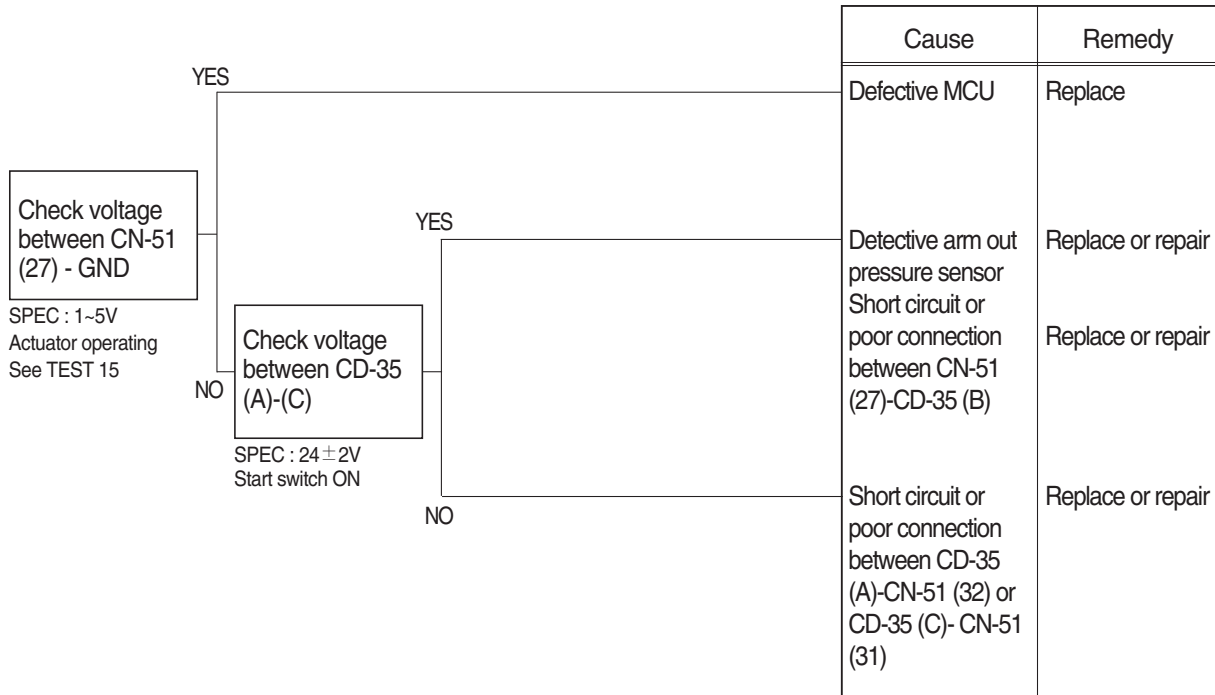 Cause
Remedy
YES
Defective MCU
Replace
Check voltage
between CN-51
(27) - GND
SPEC : 1~5V
Actuator operating
See TEST 15
NO
Check voltage
between CD-35
(A)-(C)
SPEC : 24±2V
Start switch ON
YES
Detective arm out
pressure sensor
Replace or repair
Short circuit or
poor connection
between CN-51
(27)-CD-35 (B)
Replace or repair
NO
Short circuit or
poor connection
between CD-35
(A)-CN-51 (32) or
CD-35 (C)- CN-51
(31)
Replace or repair